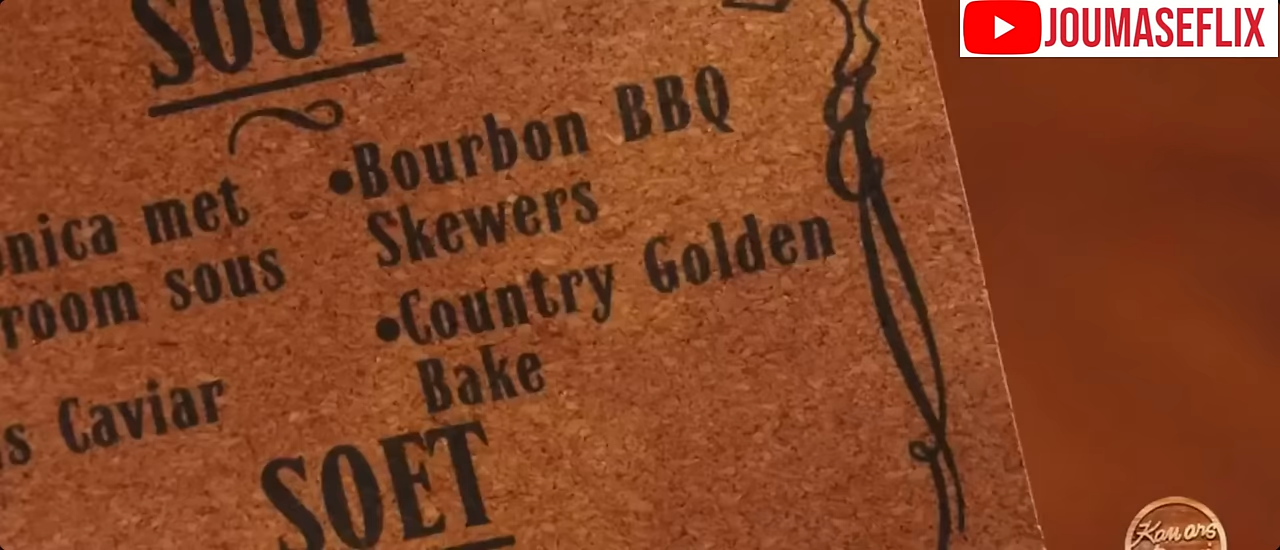 JOUMASEFLIX
SOUT
•Bourbon BBQ
Skewers
•Country Golden
Bake
nica met
room sous
s Caviar
SOET